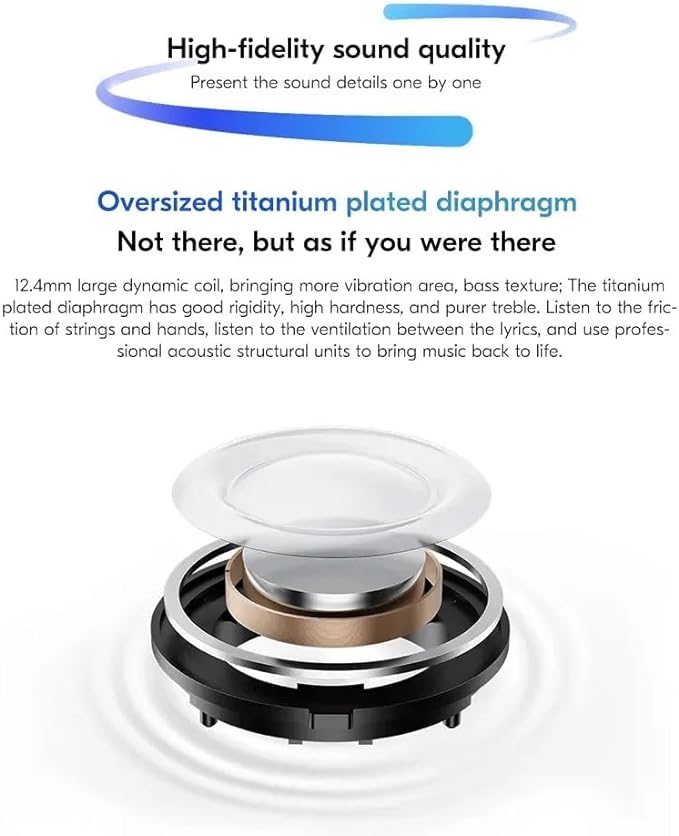 High-fidelity sound quality
Present the sound details one by one
Oversized titanium plated diaphragm
Not there, but as if you were there
12.4mm large dynamic coil, bringing more vibration area, bass texture; The titanium
plated diaphragm has good rigidity, high hardness, and purer treble. Listen to the fric-
tion of strings and hands, listen to the ventilation between the lyrics, and use profes-
sional acoustic structural units to bring music back to life.